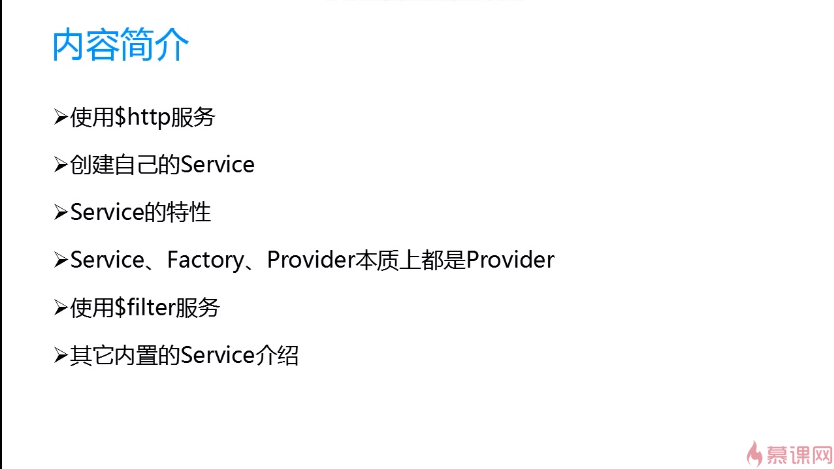 内容简介
➢使用$http服务
➢创建自己的Service
➢Service的特性
➢Service、Factory、Provider本质上都是Provider
➢使用$filter服务
➢其它内置的Service介绍
慕课网